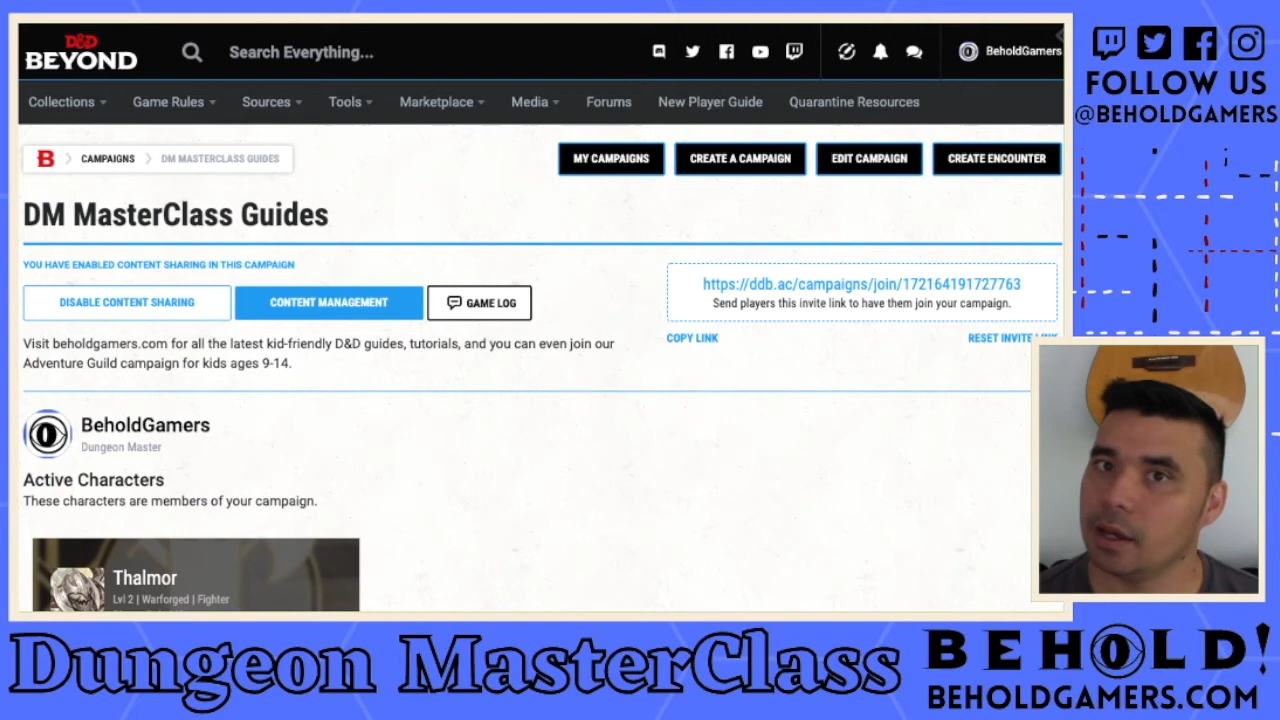 D&D
BEYOND
Search Everything...
BeholdGamers
Collections
Game Rules
Sources
Tools
Marketplace
Media
Forums
New Player Guide
Quarantine Resources
B
CAMPAIGNS
DM MASTERCLASS GUIDES
MY CAMPAIGNS
CREATE A CAMPAIGN
EDIT CAMPAIGN
CREATE ENCOUNTER
DM MasterClass Guides
YOU HAVE ENABLED CONTENT SHARING IN THIS CAMPAIGN
DISABLE CONTENT SHARING
CONTENT MANAGEMENT
GAME LOG
https://ddb.ac/campaigns/join/172164191727763
Send players this invite link to have them join your campaign.
COPY LINK
RESET INVITE LINK
Visit beholdgamers.com for all the latest kid-friendly D&D guides, tutorials, and you can even join our
Adventure Guild campaign for kids ages 9-14.
BeholdGamers
Dungeon Master
Active Characters
These characters are members of your campaign.
Thalmor
Lvl 2 | Warforged | Fighter
FOLLOW US
@BEHOLDGAMERS
Dungeon MasterClass
BEHOLD!
BEHOLDGAMERS.COM